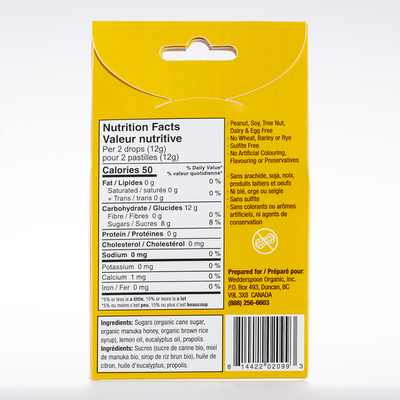 Nutrition Facts
Valeur nutritive
Per 2 drops (12g)
pour 2 pastilles (12g)
Calories 50
% Daily Value*
% valeur quotidienne*
Fat / Lipides 0 g 0 %
Saturated / saturés 0 g
+ Trans / trans 0 g
0 %
Carbohydrate / Glucides 12 g
Fibre / Fibres 0 g 0 %
Sugars / Sucres 8 g 8 %
Protein / Protéines 0 g
Cholesterol / Cholestérol 0 mg
Sodium 0 mg 0 %
Potassium 0 mg 0 %
Calcium 1 mg 0 %
Iron / Fer 0 mg 0 %
*5% or less is a little, 15% or more is a lot
*5% ou moins c'est peu, 15% ou plus c'est beaucoup
· Peanut, Soy, Tree Nut,
Dairy & Egg Free
· No Wheat, Barley or Rye
· Sulfite Free
· No Artificial Colouring,
Flavouring or Preservatives
· Sans arachide, soja, noix,
produits laitiers et oeufs
· Ni blé, orge ou seigle
· Sans sulfite
· Sans colorants ou arômes
artificiels, ni agents de
conservation
Prepared for / Préparé pour:
Wedderspoon Organic, Inc.
PO Box 493, Duncan, BC
V9L 3X8 CANADA
(888) 256-6603
Ingredients: Sugars (organic cane sugar,
organic manuka honey, organic brown rice
syrup), lemon oil, eucalyptus oil, propolis.
Ingrédients: Sucres (sucre de canne bio, miel
de manuka bio, sirop de riz brun bio), huile de
citron, huile d'eucalyptus, propolis.
8 14422 02099 3